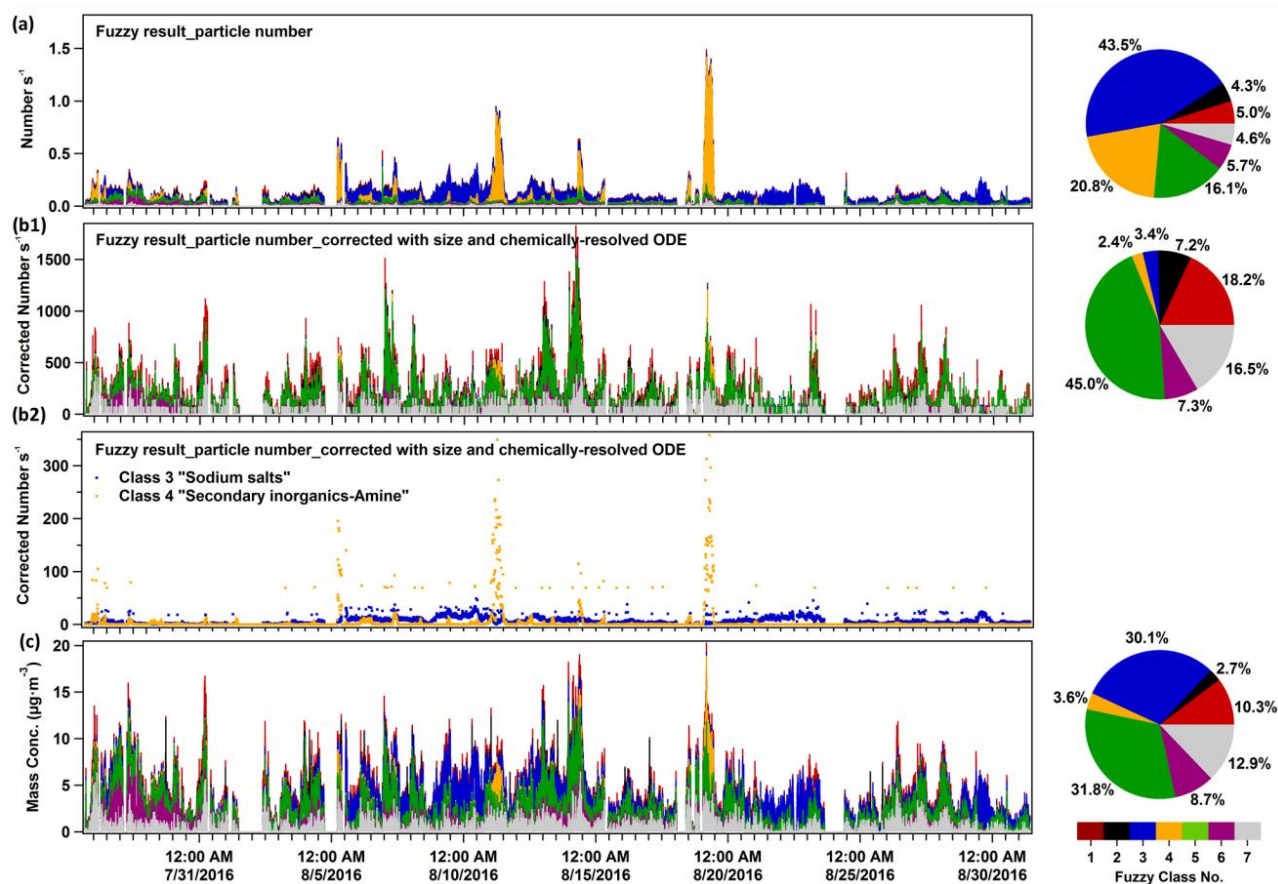 (a)
Fuzzy result_particle number
Number s⁻¹
1.5
1.0
0.5
0.0
43.5%
4.3%
5.0%
4.6%
5.7%
16.1%
20.8%
(b1)
Fuzzy result_particle number_corrected with size and chemically-resolved ODE
Corrected Number s⁻¹
1500
1000
500
0
2.4%
3.4%
7.2%
18.2%
16.5%
7.3%
45.0%
(b2)
Fuzzy result_particle number_corrected with size and chemically-resolved ODE
Class 3 "Sodium salts"
Class 4 "Secondary inorganics-Amine"
Corrected Number s⁻¹
300
200
100
0
(c)
Mass Conc. (µg·m⁻³)
20
15
10
5
0
30.1%
2.7%
10.3%
12.9%
8.7%
31.8%
3.6%
12:00 AM 12:00 AM 12:00 AM 12:00 AM 12:00 AM 12:00 AM 12:00 AM
7/31/2016 8/5/2016 8/10/2016 8/15/2016 8/20/2016 8/25/2016 8/30/2016
1 2 3 4 5 6 7
Fuzzy Class No.